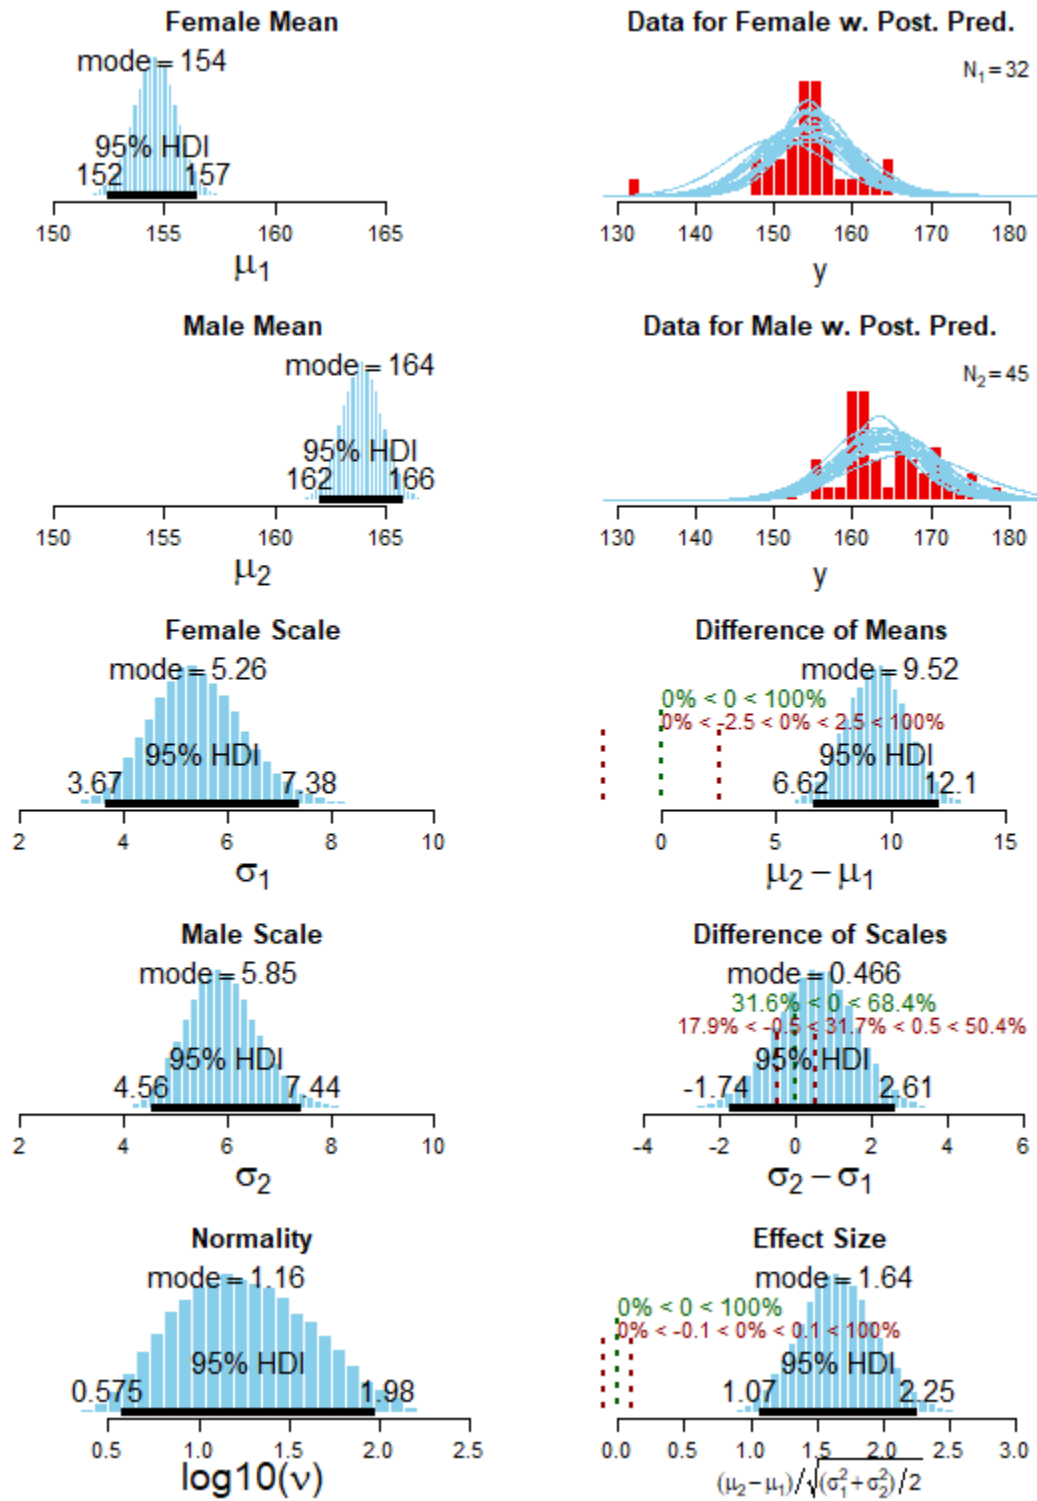 Female Mean
mode = 154
95% HDI
152 157
150 155 160 165
μ1
Data for Female w. Post. Pred.
N1 = 32
130 140 150 160 170 180
y
Male Mean
mode = 164
95% HDI
162 166
150 155 160 165
μ2
Data for Male w. Post. Pred.
N2 = 45
130 140 150 160 170 180
y
Female Scale
mode = 5.26
95% HDI
3.67 7.38
2 4 6 8 10
σ1
Difference of Means
mode = 9.52
0% < 0 < 100%
0% < -2.5 < 0% < 2.5 < 100%
95% HDI
6.62 12.1
0 5 10 15
μ2 − μ1
Male Scale
mode = 5.85
95% HDI
4.56 7.44
2 4 6 8 10
σ2
Difference of Scales
mode = 0.466
31.6% < 0 < 68.4%
17.9% < -0.5 < 31.7% < 0.5 < 50.4%
95% HDI
-1.74 2.61
-4 -2 0 2 4 6
σ2 − σ1
Normality
mode = 1.16
95% HDI
0.575 1.98
0.5 1.0 1.5 2.0 2.5
log10(ν)
Effect Size
mode = 1.64
0% < 0 < 100%
0% < -0.1 < 0% < 0.1 < 100%
95% HDI
1.07 2.25
0.0 0.5 1.0 1.5 2.0 2.5 3.0
(μ2 − μ1)/√(σ1² + σ2²)/2